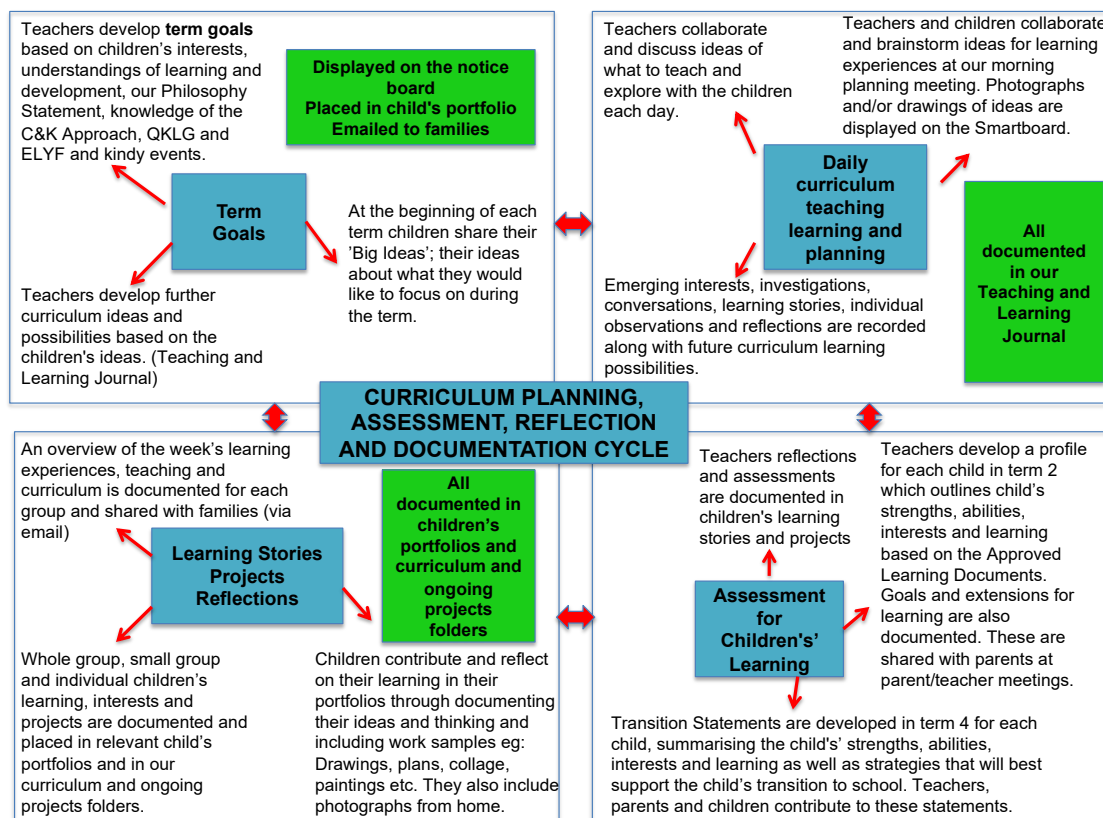 Teachers develop term goals
based on children's interests,
understandings of learning and
development, our Philosophy
Statement, knowledge of the
C&K Approach, QKLG and
ELYF and kindy events.
Displayed on the notice
board
Placed in child's portfolio
Emailed to families
Term
Goals
At the beginning of each
term children share their
'Big Ideas'; their ideas
about what they would
like to focus on during
the term.
Teachers develop further
curriculum ideas and
possibilities based on the
children's ideas. (Teaching and
Learning Journal)
Teachers collaborate
and discuss ideas of
what to teach and
explore with the children
each day.
Teachers and children collaborate
and brainstorm ideas for learning
experiences at our morning
planning meeting. Photographs
and/or drawings of ideas are
displayed on the Smartboard.
Daily
curriculum
teaching
learning and
planning
All
documented
in our
Teaching and
Learning
Journal
Emerging interests, investigations,
conversations, learning stories, individual
observations and reflections are recorded
along with future curriculum learning
possibilities.
CURRICULUM PLANNING,
ASSESSMENT, REFLECTION
AND DOCUMENTATION CYCLE
An overview of the week's learning
experiences, teaching and
curriculum is documented for each
group and shared with families (via
email)
All
documented in
children's
portfolios and
curriculum and
ongoing
projects
folders
Learning Stories
Projects
Reflections
Whole group, small group
and individual children's
learning, interests and
projects are documented and
placed in relevant child's
portfolios and in our
curriculum and ongoing
projects folders.
Children contribute and reflect
on their learning in their
portfolios through documenting
their ideas and thinking and
including work samples eg:
Drawings, plans, collage,
paintings etc. They also include
photographs from home.
Teachers reflections
and assessments
are documented in
children's learning
stories and projects
Teachers develop a profile
for each child in term 2
which outlines child's
strengths, abilities,
interests and learning
based on the Approved
Learning Documents.
Goals and extensions for
learning are also
documented. These are
shared with parents at
parent/teacher meetings.
Assessment
for
Children's'
Learning
Transition Statements are developed in term 4 for each
child, summarising the child's' strengths, abilities,
interests and learning as well as strategies that will best
support the child's transition to school. Teachers,
parents and children contribute to these statements.